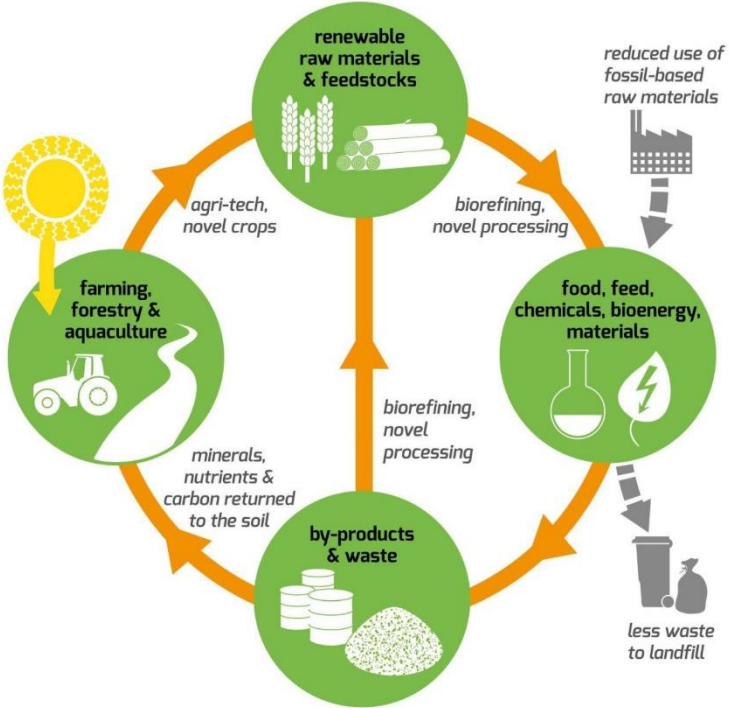 renewable
raw materials
& feedstocks
reduced use of
fossil-based
raw materials
agri-tech,
novel crops
biorefining,
novel processing
farming,
forestry &
aquaculture
food, feed,
chemicals, bioenergy,
materials
biorefining,
novel
processing
minerals,
nutrients &
carbon returned
to the soil
by-products
& waste
less waste
to landfill